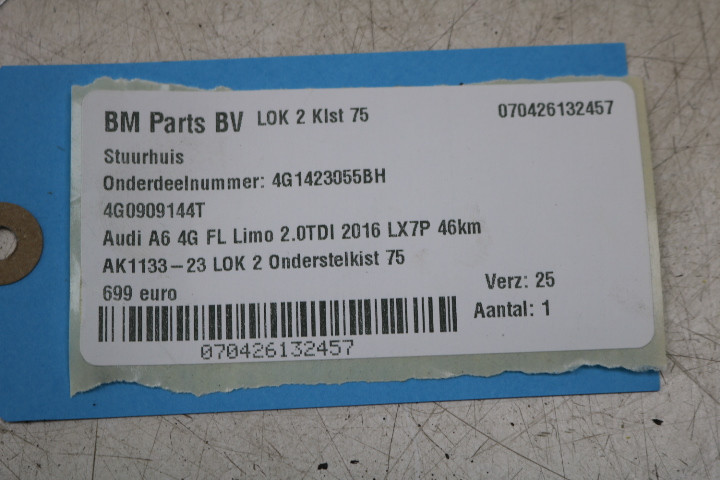 BM Parts BV LOK 2 Klst 75 070426132457
Stuurhuis
Onderdeelnummer: 4G1423055BH
4G0909144T
Audi A6 4G FL Limo 2.0TDI 2016 LX7P 46km
AK1133-23 LOK 2 Onderstelkist 75
699 euro Verz: 25
Aantal: 1
070426132457